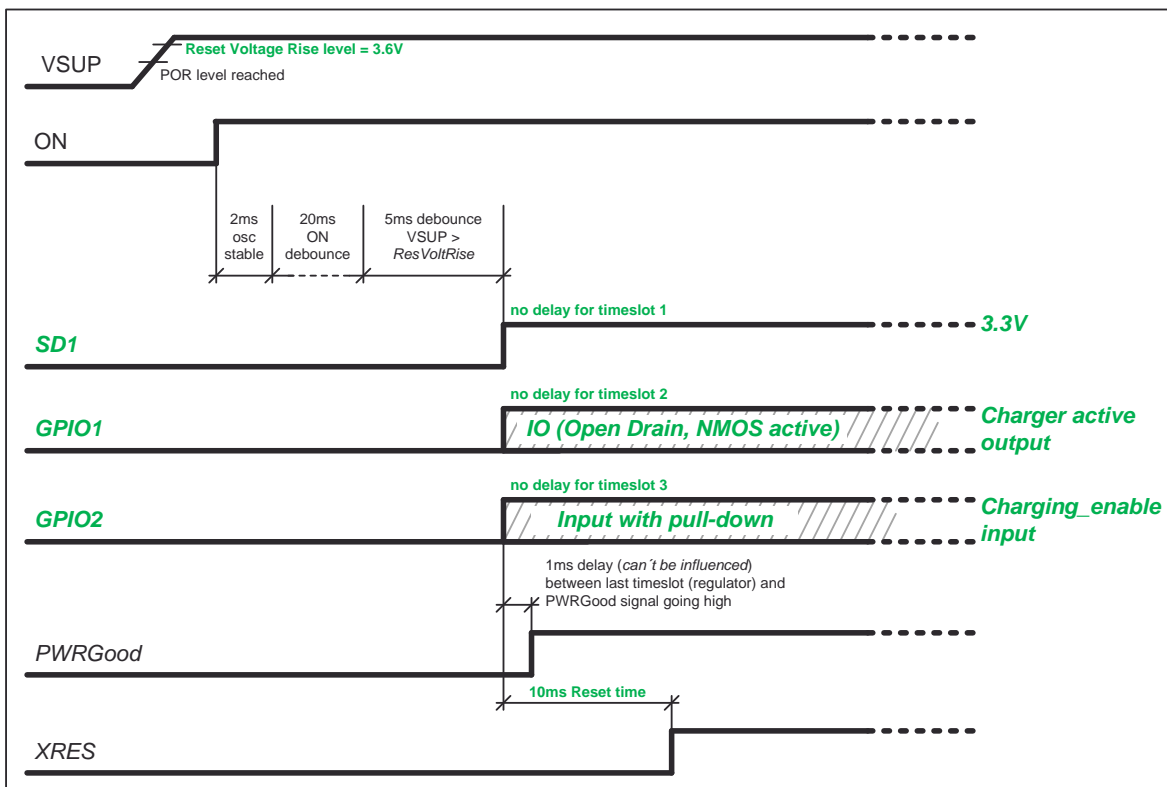 VSUP
Reset Voltage Rise level = 3.6V
POR level reached
ON
2ms
osc
stable
20ms
ON
debounce
5ms debounce
VSUP >
ResVoltRise
no delay for timeslot 1
SD1
3.3V
no delay for timeslot 2
GPIO1
IO (Open Drain, NMOS active)
Charger active
output
no delay for timeslot 3
GPIO2
Input with pull-down
Charging_enable
input
1ms delay (can´t be influenced)
between last timeslot (regulator) and
PWRGood signal going high
PWRGood
10ms Reset time
XRES